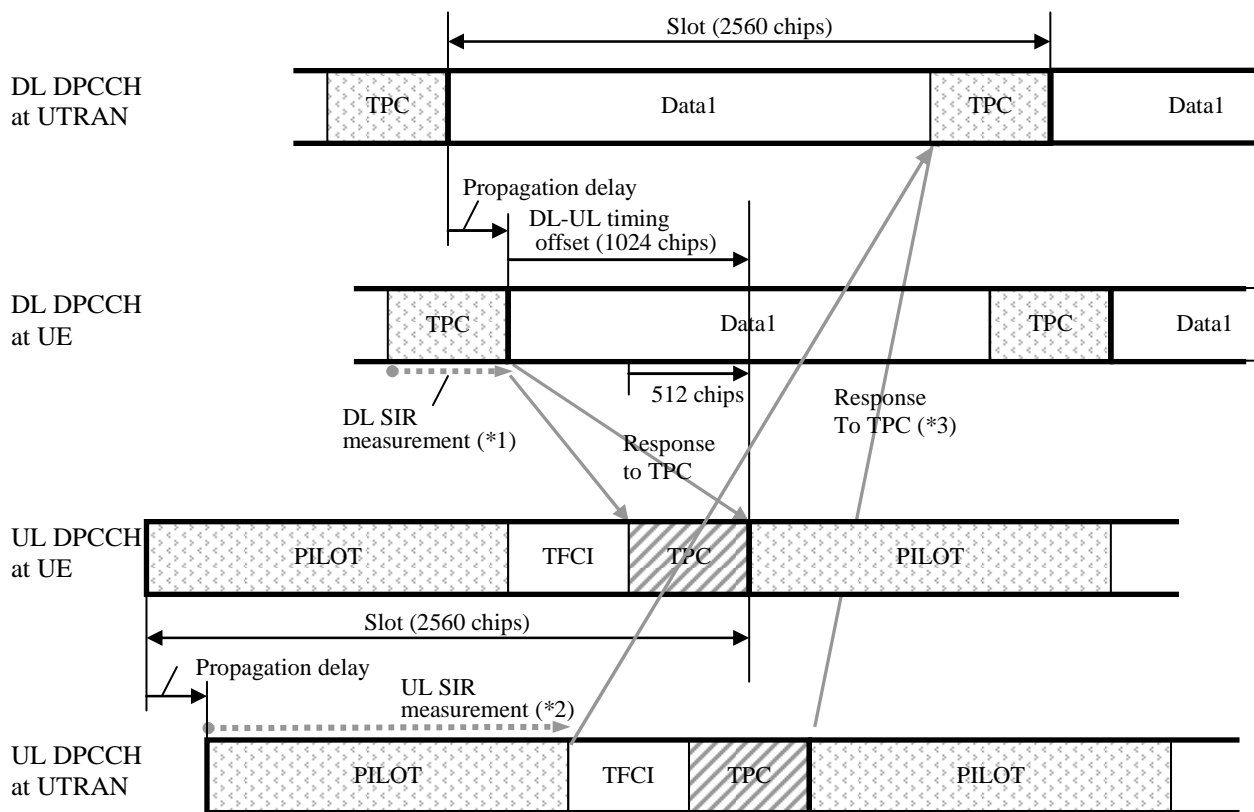 Slot (2560 chips)
DL DPCCH
at UTRAN
TPC
Data1
TPC
Data1
Propagation delay
DL-UL timing
offset (1024 chips)
DL DPCCH
at UE
TPC
Data1
TPC
Data1
512 chips
DL SIR
measurement (*1)
Response
to TPC
Response
To TPC (*3)
UL DPCCH
at UE
PILOT
TFCI
TPC
PILOT
Slot (2560 chips)
Propagation delay
UL SIR
measurement (*2)
UL DPCCH
at UTRAN
PILOT
TFCI
TPC
PILOT